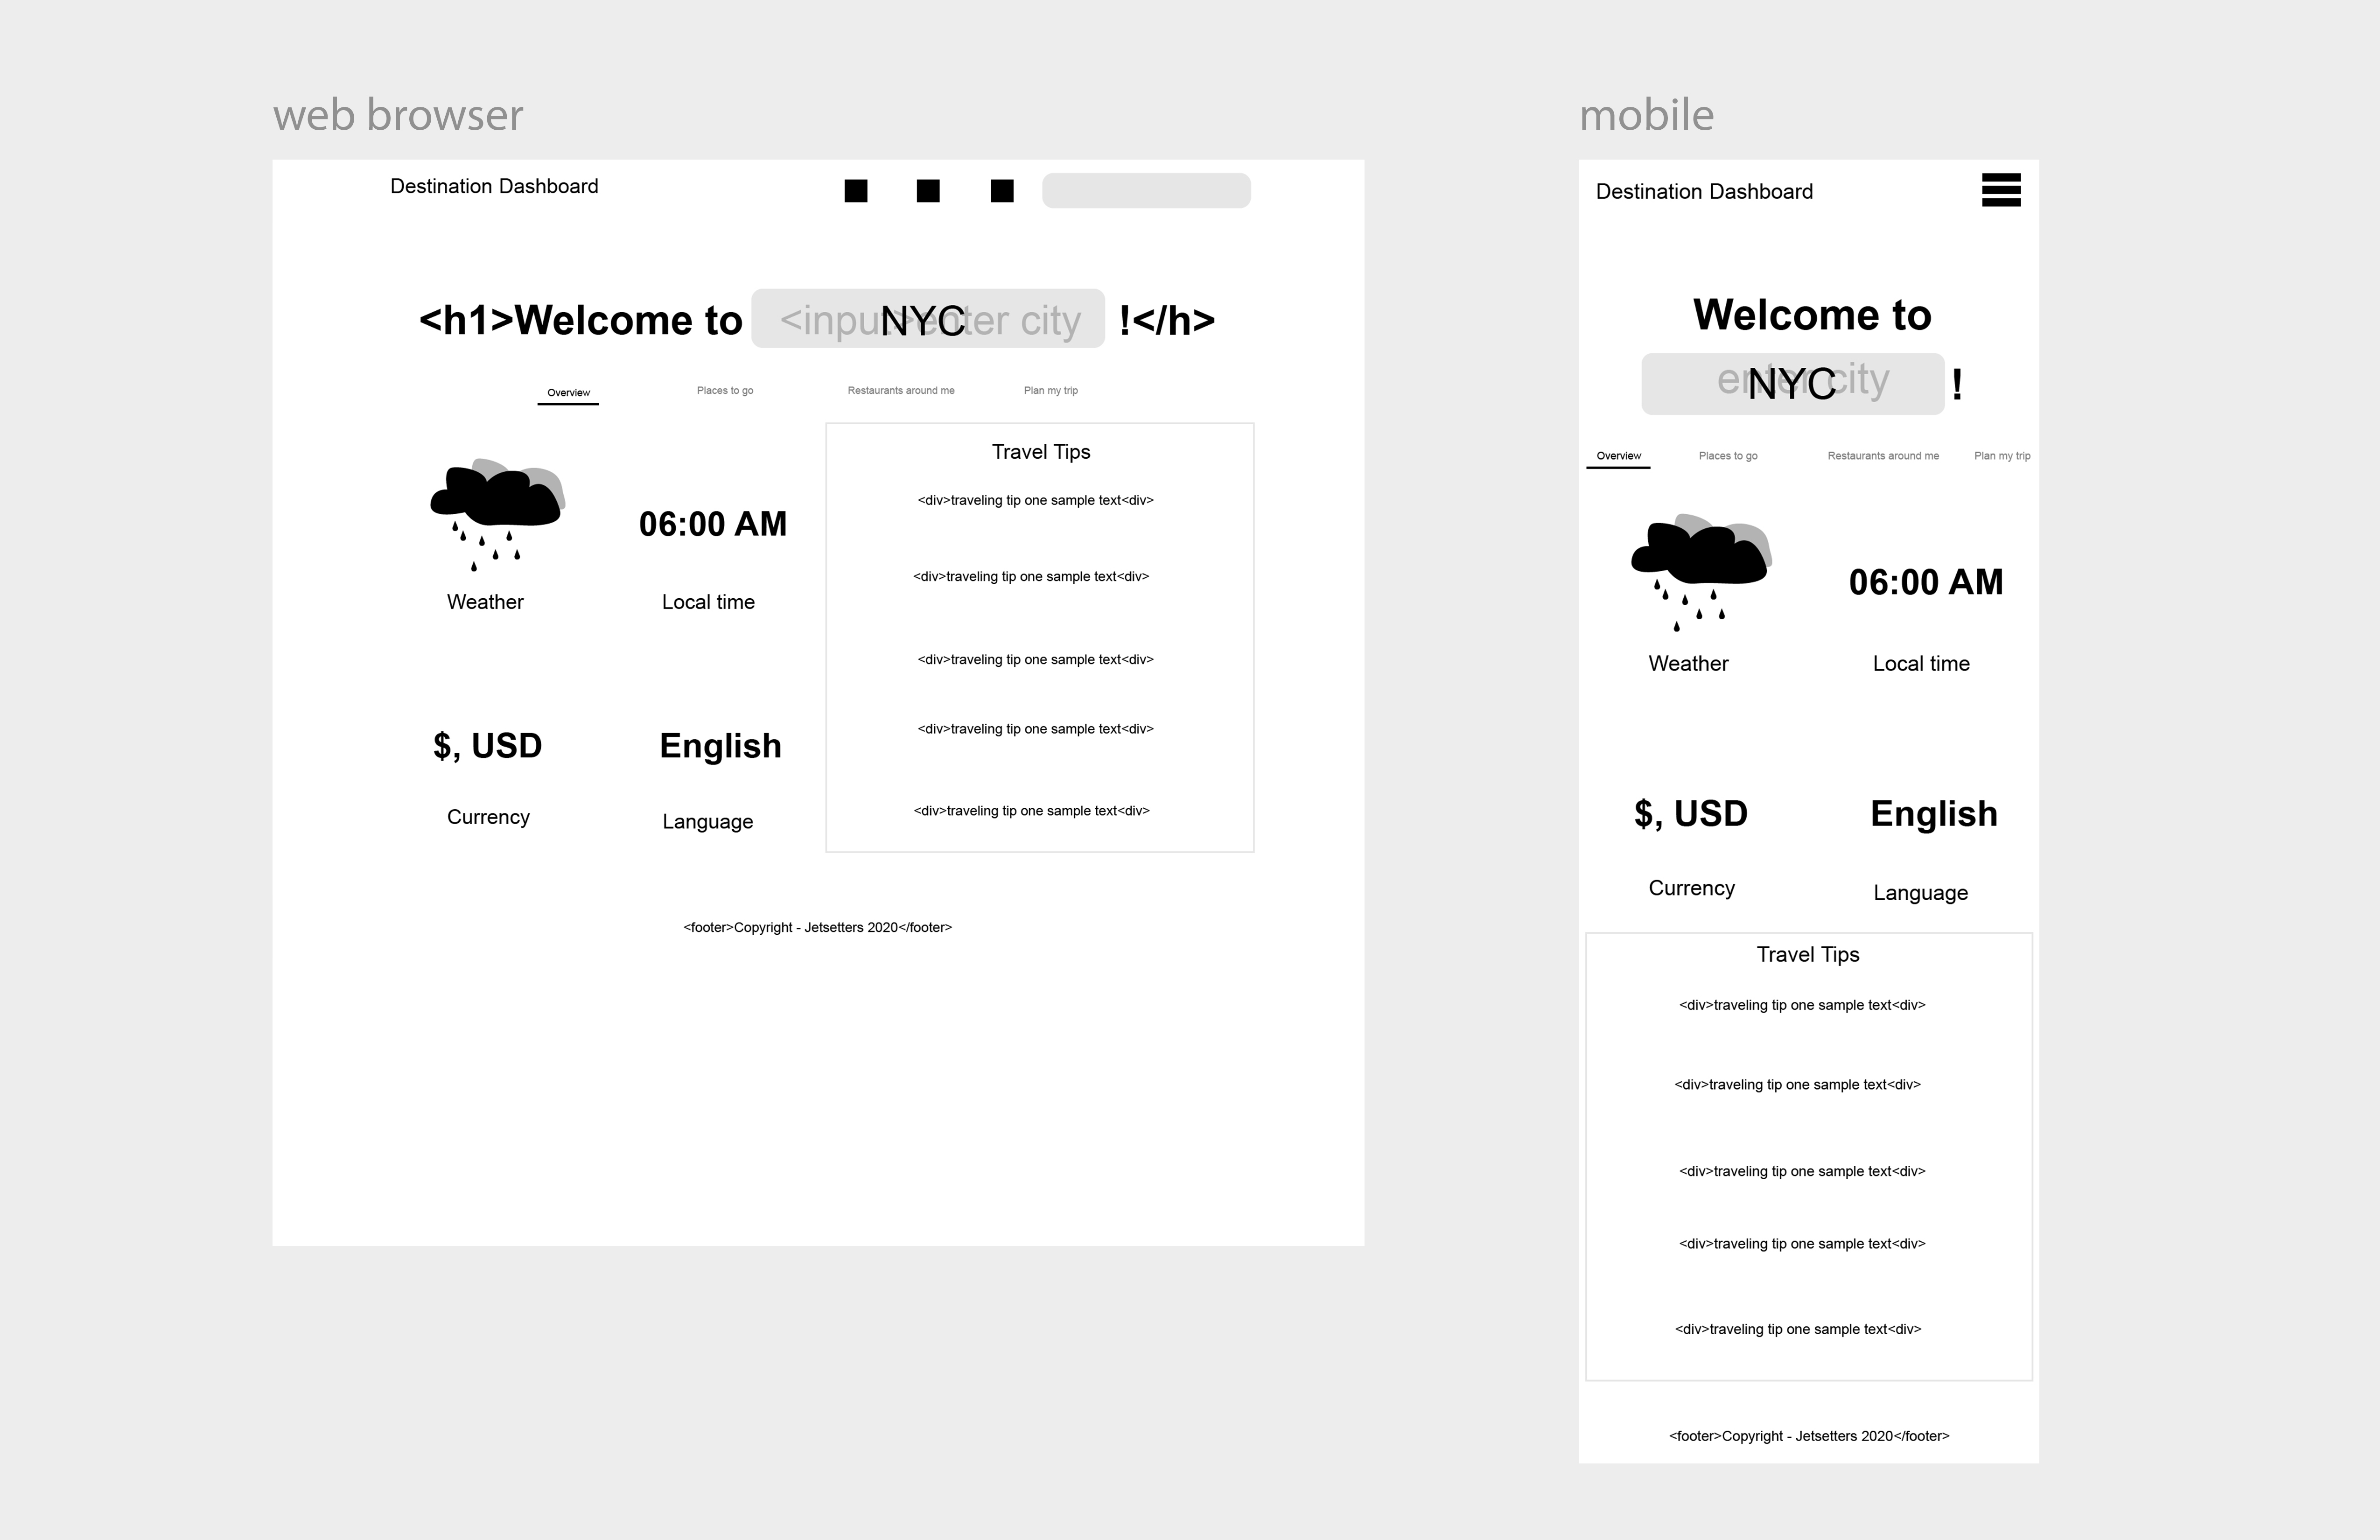 web browser
Destination Dashboard
<h1>Welcome to <input>enter city NYC !</h>
Overview Places to go Restaurants around me Plan my trip
06:00 AM
Weather Local time
$, USD English
Currency Language
Travel Tips
<div>traveling tip one sample text<div>
<div>traveling tip one sample text<div>
<div>traveling tip one sample text<div>
<div>traveling tip one sample text<div>
<div>traveling tip one sample text<div>
<footer>Copyright - Jetsetters 2020</footer>
mobile
Destination Dashboard
Welcome to
enter city NYC !
Overview Places to go Restaurants around me Plan my trip
06:00 AM
Weather Local time
$, USD English
Currency Language
Travel Tips
<div>traveling tip one sample text<div>
<div>traveling tip one sample text<div>
<div>traveling tip one sample text<div>
<div>traveling tip one sample text<div>
<div>traveling tip one sample text<div>
<footer>Copyright - Jetsetters 2020</footer>